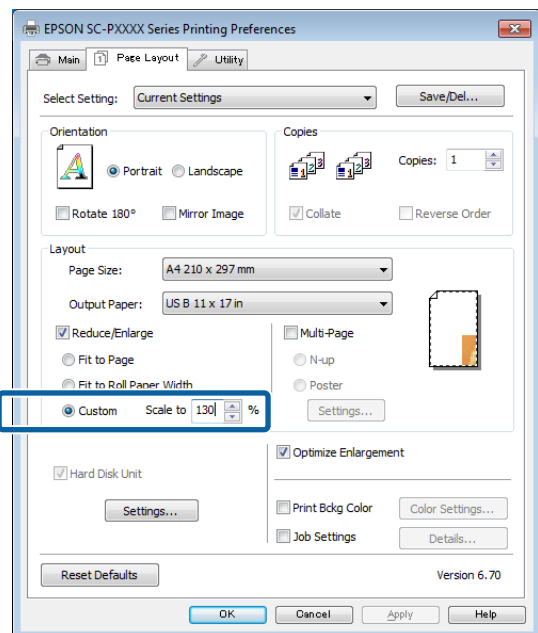 EPSON SC-PXXXX Series Printing Preferences
Main Page Layout Utility
Select Setting: Current Settings Save/Del...
Orientation
Portrait Landscape
Rotate 180° Mirror Image
Copies
Copies: 1
Collate Reverse Order
Layout
Page Size: A4 210 x 297 mm
Output Paper: US B 11 x 17 in
Reduce/Enlarge
Fit to Page
Fit to Roll Paper Width
Custom Scale to 130 %
Multi-Page
N-up
Poster
Settings...
Optimize Enlargement
Hard Disk Unit
Settings...
Print Bckg Color Color Settings...
Job Settings Details...
Reset Defaults Version 6.70
OK Cancel Apply Help